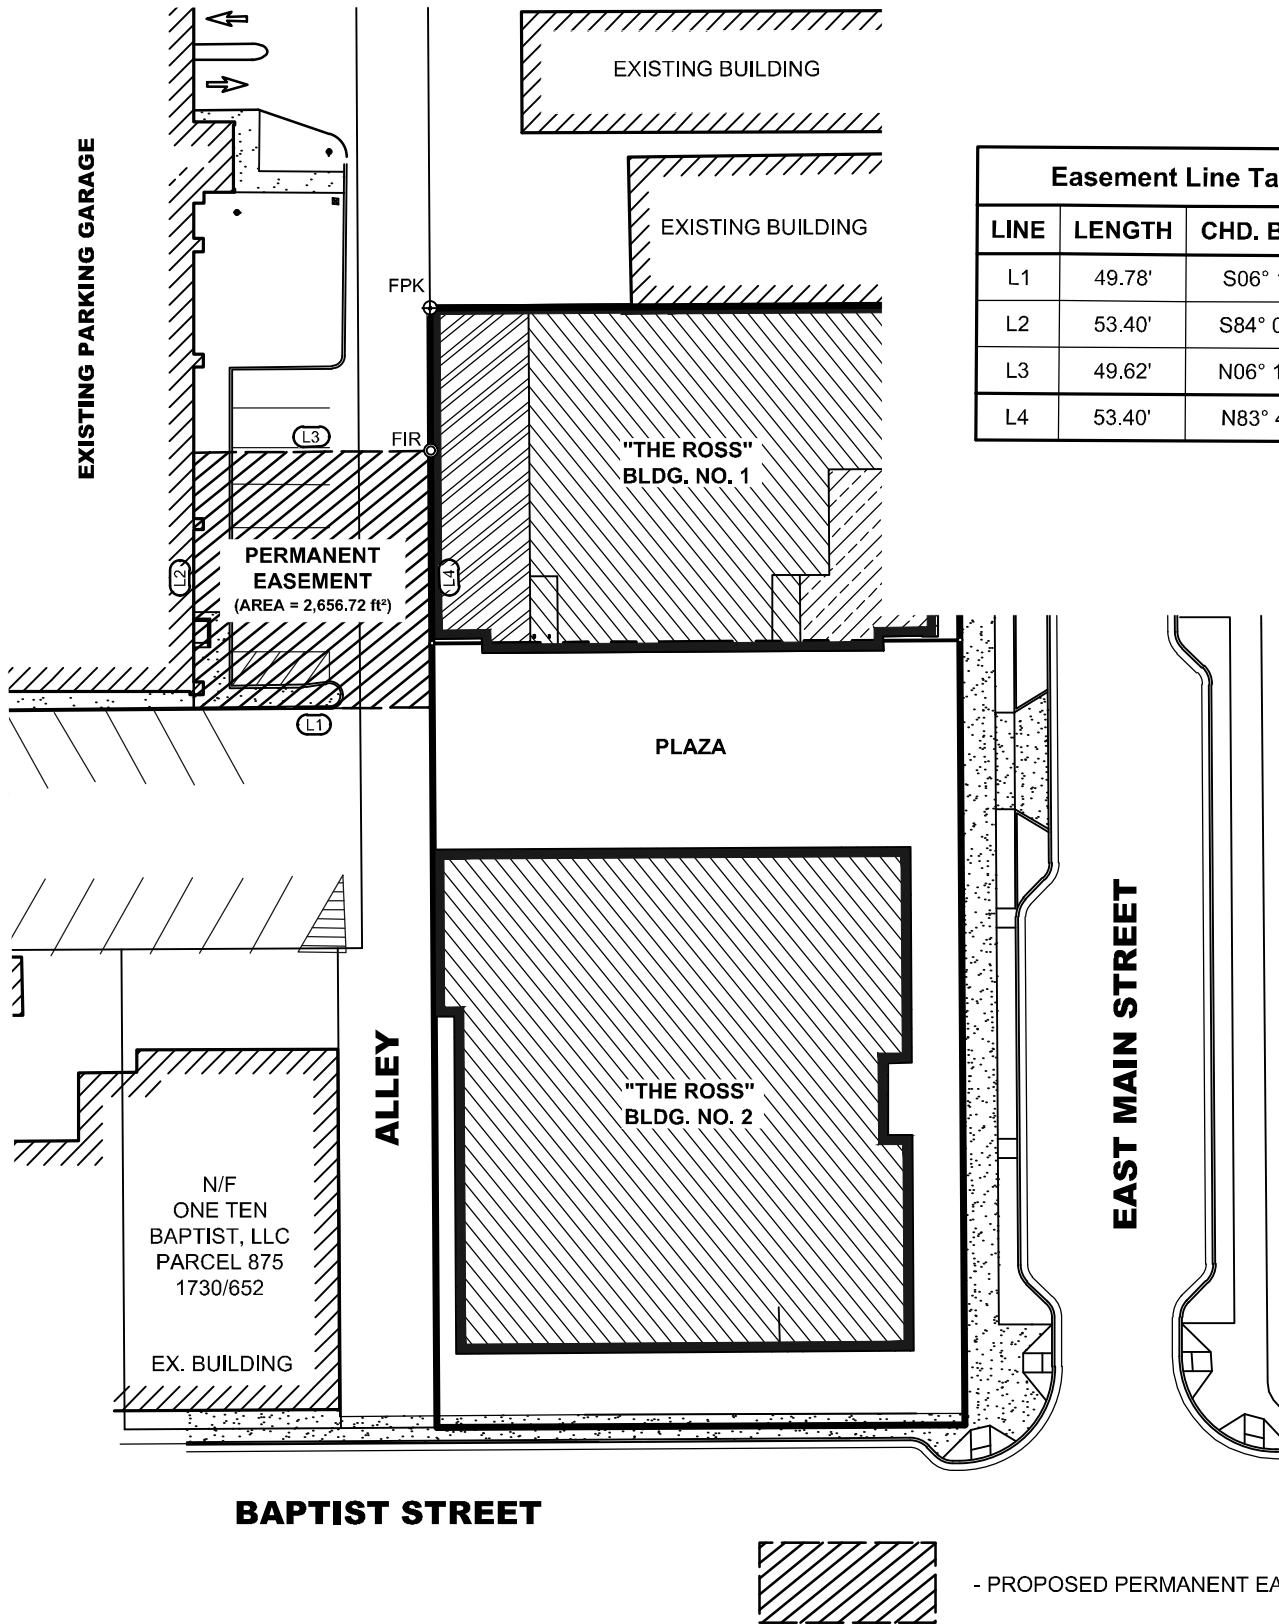 EXISTING BUILDING
EXISTING BUILDING
EXISTING PARKING GARAGE
Easement Line Ta
LINE LENGTH CHD. B
L1 49.78' S06°
L2 53.40' S84° 0
L3 49.62' N06° 1
L4 53.40' N83° 4
FPK
FIR
L3
"THE ROSS"
BLDG. NO. 1
PERMANENT
EASEMENT
(AREA = 2,656.72 ft²)
L2
L4
L1
PLAZA
ALLEY
"THE ROSS"
BLDG. NO. 2
EAST MAIN STREET
N/F
ONE TEN
BAPTIST, LLC
PARCEL 875
1730/652
EX. BUILDING
BAPTIST STREET
- PROPOSED PERMANENT EA